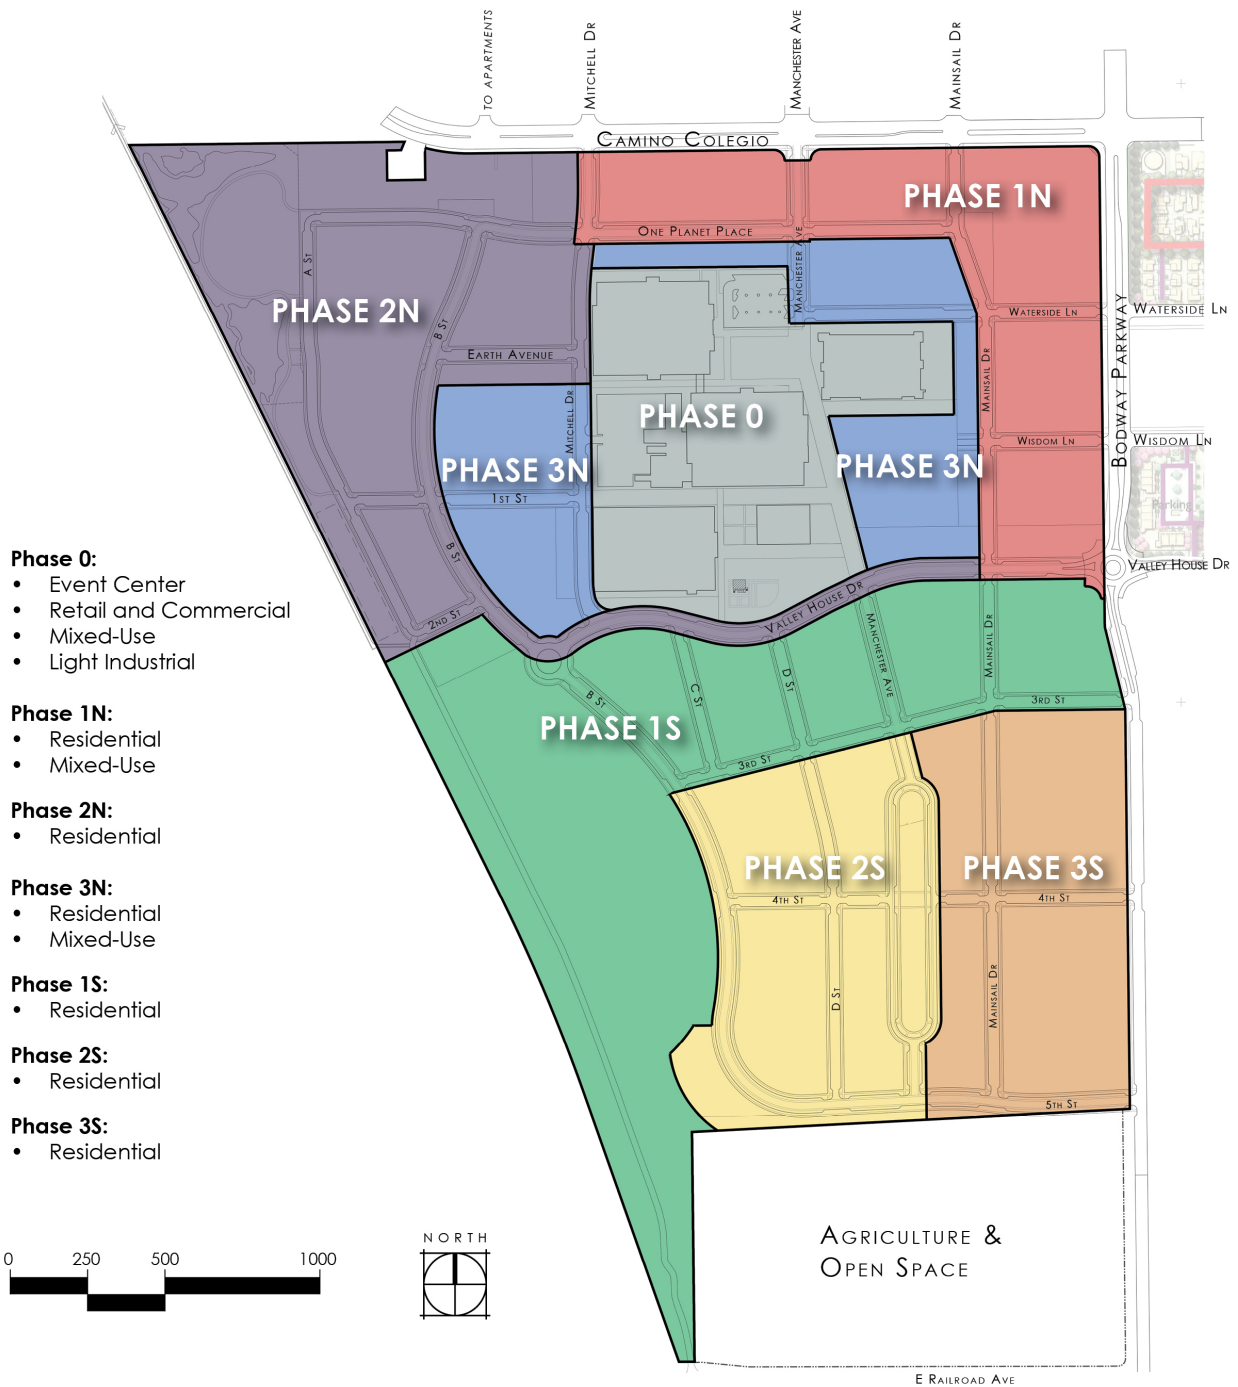 TO APARTMENTS
MITCHELL DR
MANCHESTER AVE
MAINSAIL DR
CAMINO COLEGIO
PHASE 1N
ONE PLANET PLACE
MANCHESTER AVE
A ST
PHASE 2N
B ST
EARTH AVENUE
WATERSIDE LN
WATERSIDE LN
BODWAY PARKWAY
MAINSAIL DR
MITCHELL DR
PHASE 0
WISDOM LN
WISDOM LN
PHASE 3N
PHASE 3N
1ST ST
Parking
B ST
VALLEY HOUSE DR
VALLEY HOUSE DR
2ND ST
MANCHESTER AVE
MAINSAIL DR
C ST
D ST
B ST
3RD ST
PHASE 1S
3RD ST
PHASE 2S
PHASE 3S
4TH ST
4TH ST
D ST
MAINSAIL DR
5TH ST
Phase 0:
• Event Center
• Retail and Commercial
• Mixed-Use
• Light Industrial
Phase 1N:
• Residential
• Mixed-Use
Phase 2N:
• Residential
Phase 3N:
• Residential
• Mixed-Use
Phase 1S:
• Residential
Phase 2S:
• Residential
Phase 3S:
• Residential
0 250 500 1000
NORTH
AGRICULTURE &
OPEN SPACE
E RAILROAD AVE